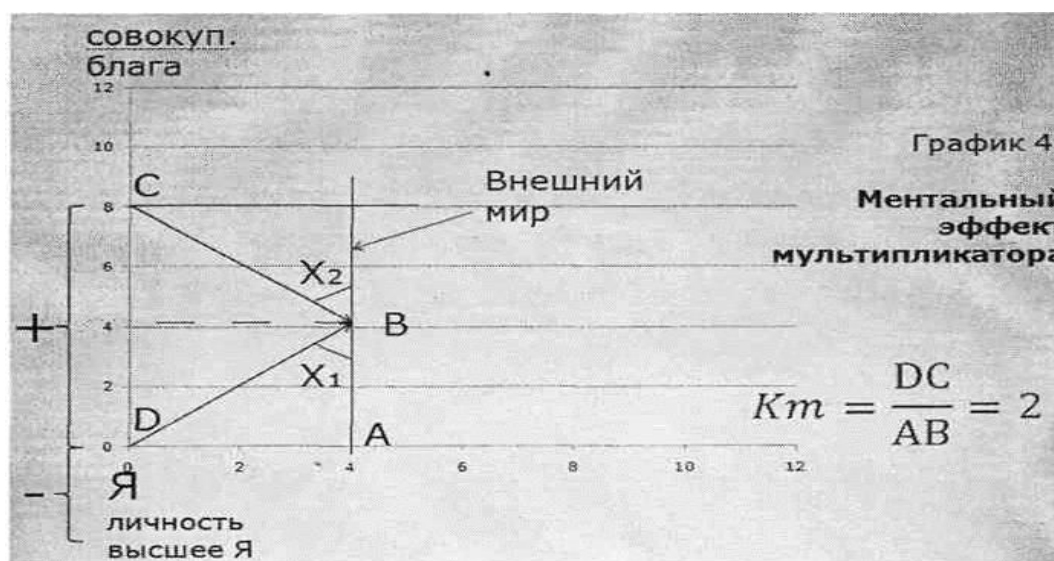 совокуп.
блага
12
10
График 4
C
Внешний
мир
Ментальный
эффект
мультипликатора
8
6
X2
+
4
B
X1
2
Km = DC/AB = 2
D
A
0
0 2 4 6 8 10 12
-
Я
личность
высшее Я